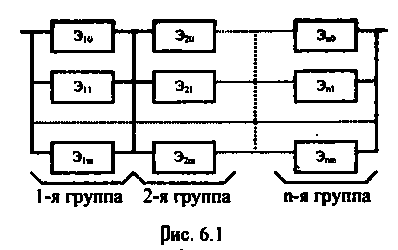 Э10 Э20 Эn0
Э11 Э21 Эn1
Э1m Э2m Эnm
1-я группа 2-я группа n-я группа
Рис. 6.1